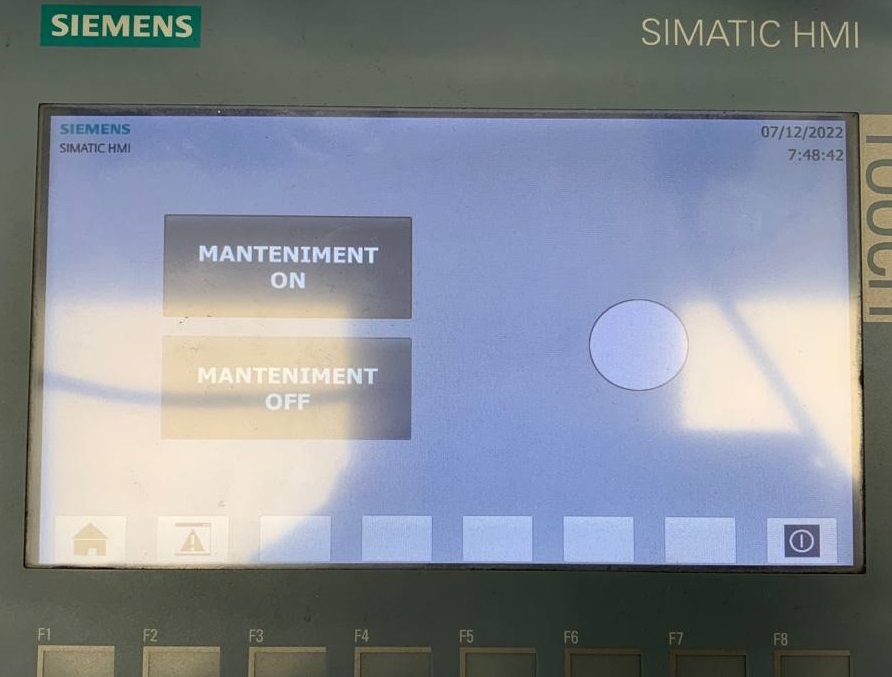 SIEMENS
SIMATIC HMI
SIEMENS
SIMATIC HMI
07/12/2022
7:48:42
TOUCH
MANTENIMENT
ON
MANTENIMENT
OFF
F1 F2 F3 F4 F5 F6 F7 F8